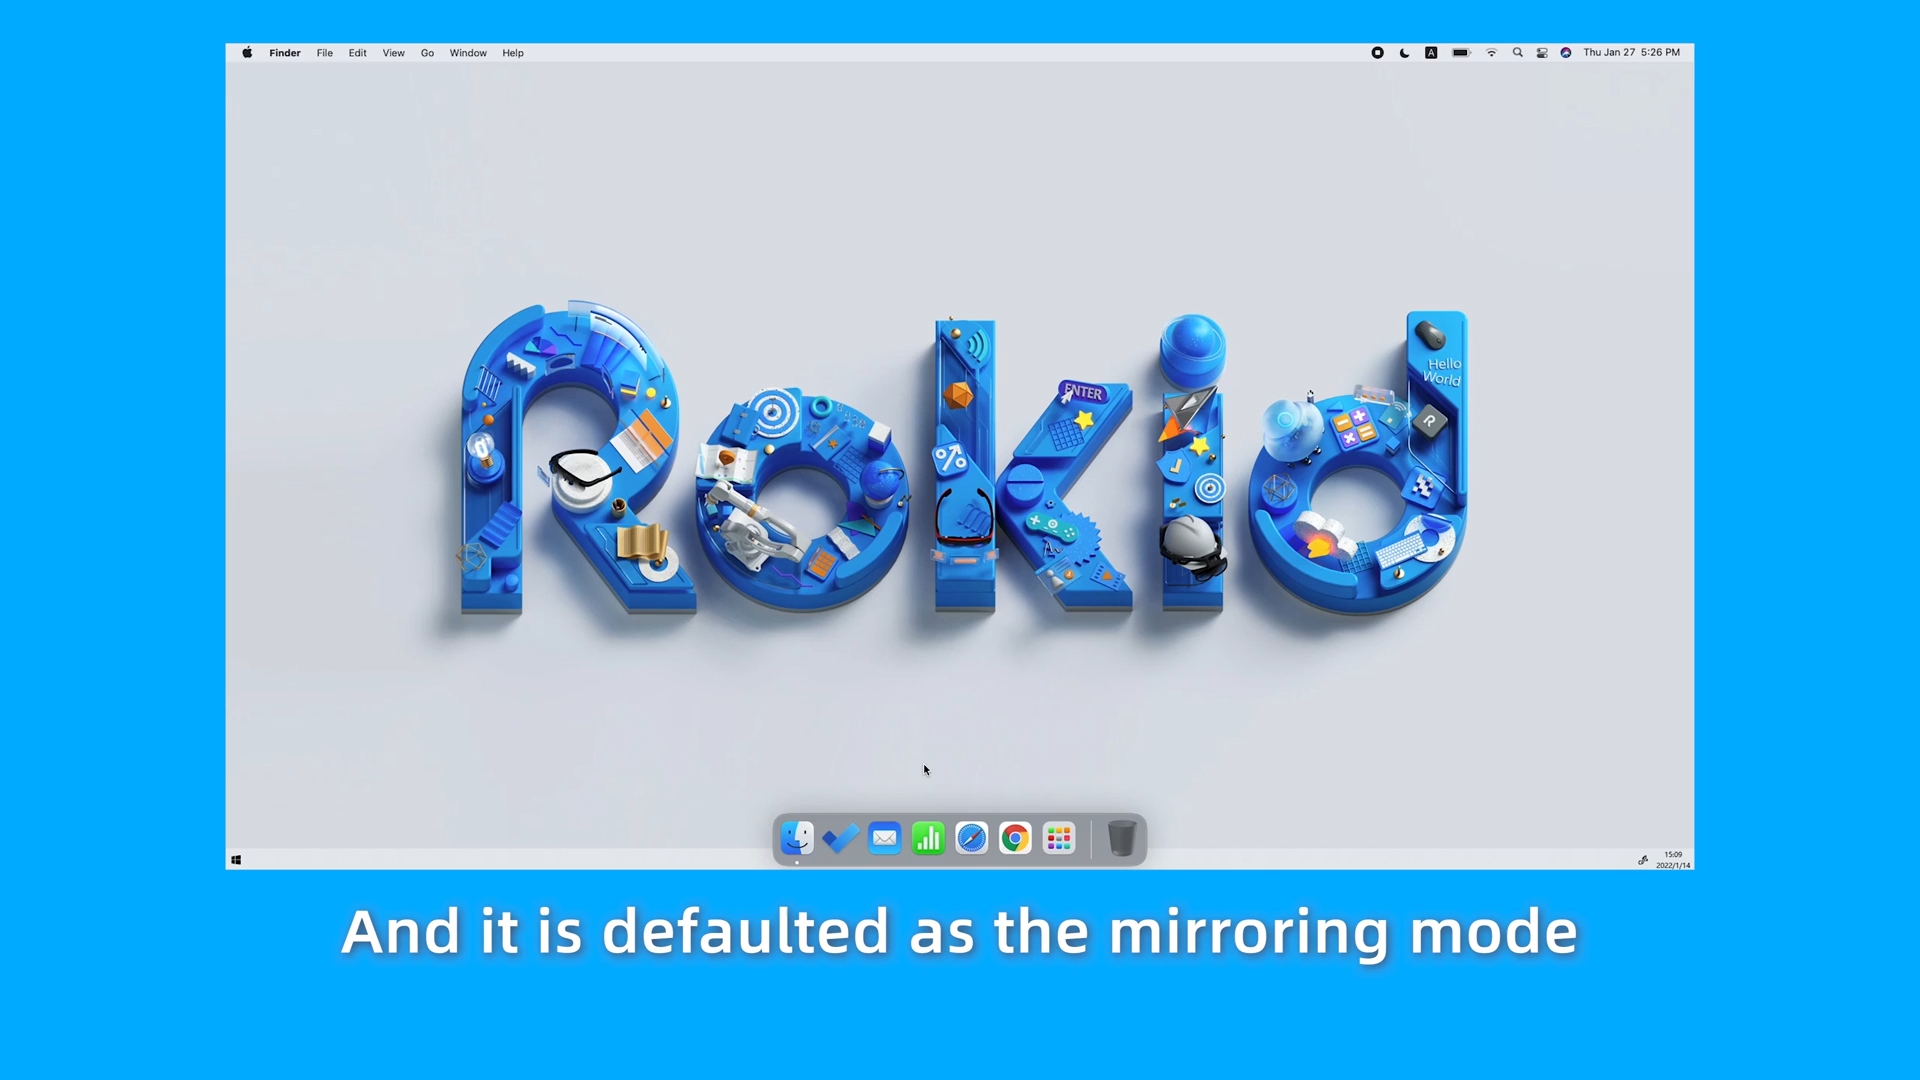 Finder File Edit View Go Window Help
A
Thu Jan 27 5:26 PM
Rokid
ENTER
Hello
World
R
15:09
2022/1/14
And it is defaulted as the mirroring mode